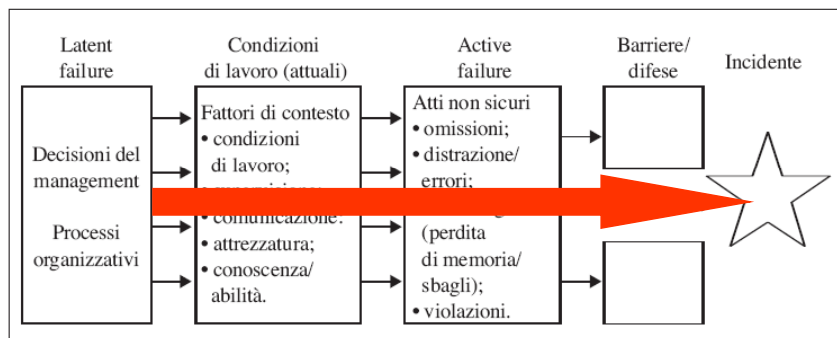 Latent
failure
Condizioni
di lavoro (attuali)
Active
failure
Barriere/
difese
Incidente
Decisioni del
management
Processi
organizzativi
Fattori di contesto
• condizioni
di lavoro;
• comunicazione:
• attrezzatura;
• conoscenza/
abilità.
Atti non sicuri
• omissioni;
• distrazione/
errori;
(perdita
di memoria/
sbagli);
• violazioni.